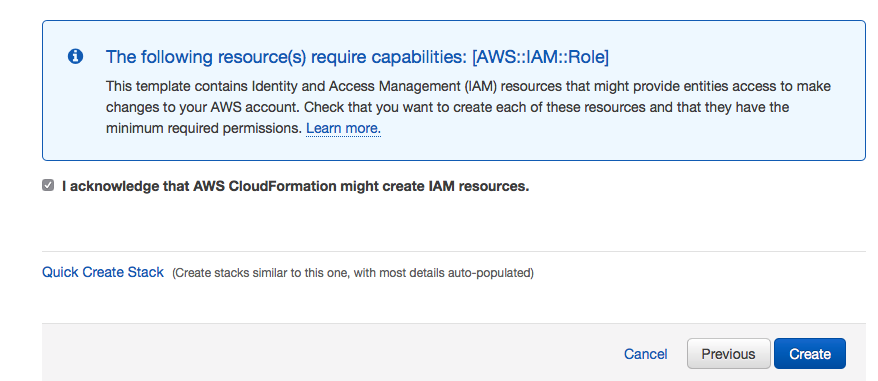 The following resource(s) require capabilities: [AWS::IAM::Role]
This template contains Identity and Access Management (IAM) resources that might provide entities access to make
changes to your AWS account. Check that you want to create each of these resources and that they have the
minimum required permissions. Learn more.
I acknowledge that AWS CloudFormation might create IAM resources.
Quick Create Stack (Create stacks similar to this one, with most details auto-populated)
Cancel Previous Create